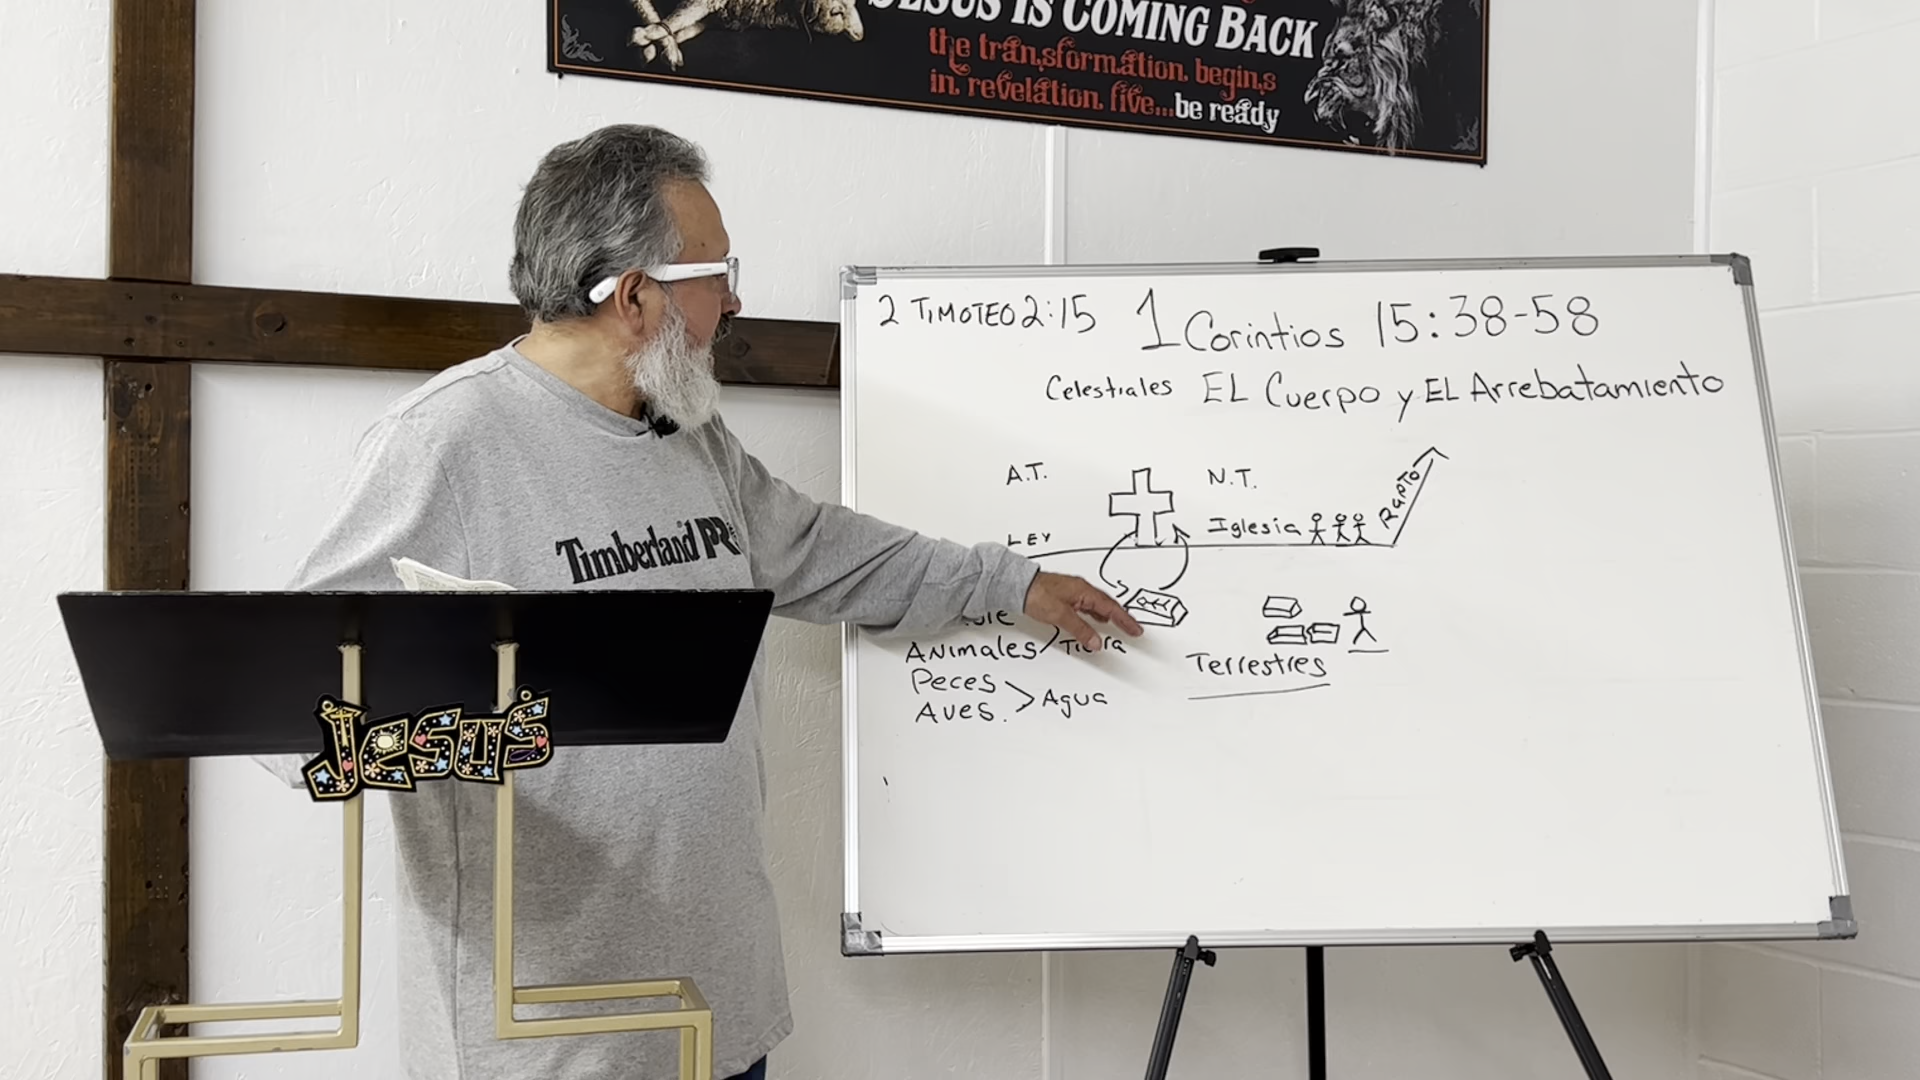 JESUS IS COMING BACK
the transformation begins
in revelation five...be ready
2 TIMOTEO 2:15 1 Corintios 15:38-58
Celestiales EL Cuerpo y EL Arrebatamiento
A.T. N.T.
LEY Iglesia RAPTO
ANimales Tierra
Peces
Aves. > Agua
Terrestres
Timberland PR
Jesus